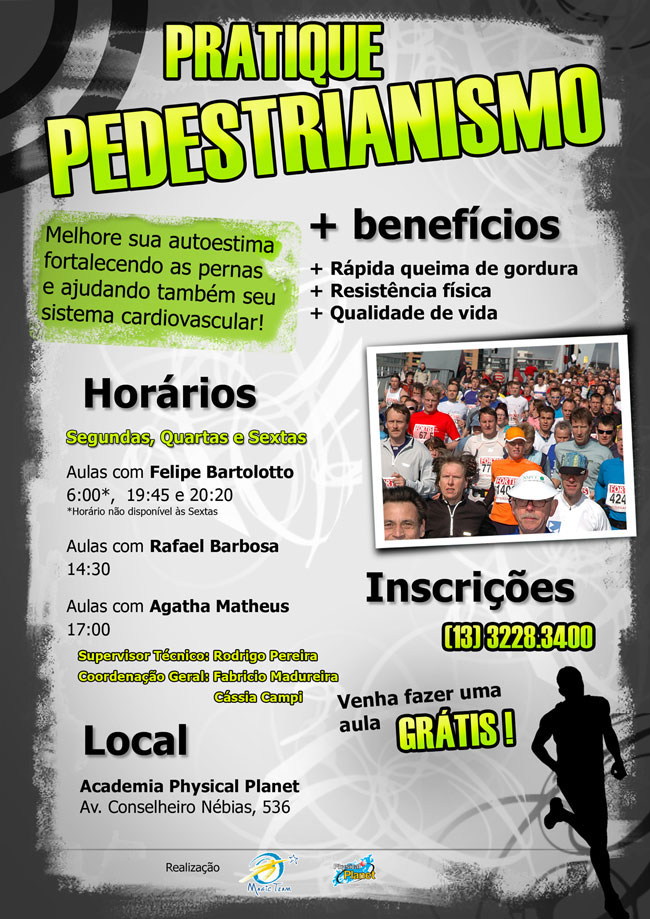 PRATIQUE
PEDESTRIANISMO
Melhore sua autoestima
fortalecendo as pernas
e ajudando também seu
sistema cardiovascular!
+ benefícios
+ Rápida queima de gordura
+ Resistência física
+ Qualidade de vida
Horários
Segundas, Quartas e Sextas
Aulas com Felipe Bartolotto
6:00*, 19:45 e 20:20
*Horário não disponível às Sextas
Aulas com Rafael Barbosa
14:30
Aulas com Agatha Matheus
17:00
Supervisor Técnico: Rodrigo Pereira
Coordenação Geral: Fabricio Madureira
Cássia Campi
Inscrições
(13) 3228.3400
Venha fazer uma
aula GRÁTIS !
Local
Academia Physical Planet
Av. Conselheiro Nébias, 536
Realização
Magic Team
Physical
Planet